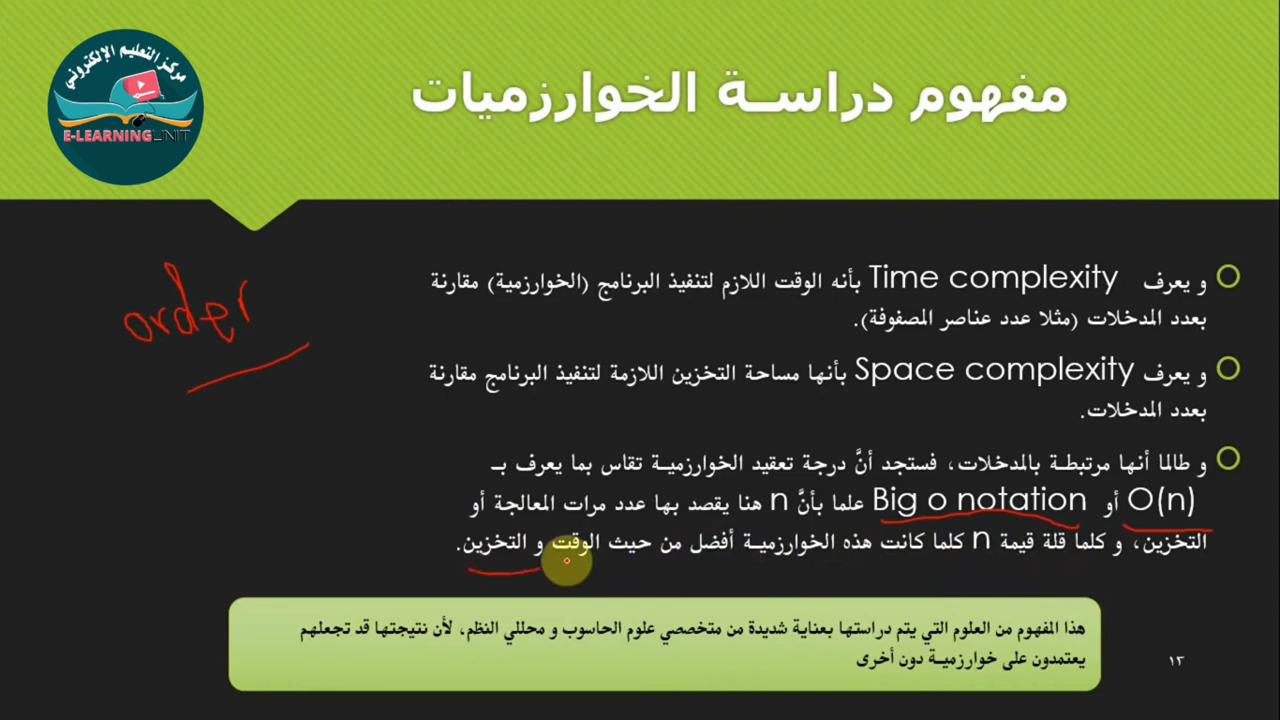 مركز التعليم الإلكتروني
E-LEARNING UNIT
مفهوم دراسة الخوارزميات
order
و يعرف Time complexity بأنه الوقت اللازم لتنفيذ البرنامج (الخوارزمية) مقارنة
بعدد المدخلات (مثلا عدد عناصر المصفوفة).
و يعرف Space complexity بأنها مساحة التخزين اللازمة لتنفيذ البرنامج مقارنة
بعدد المدخلات.
و طالما أنها مرتبطة بالمدخلات، فستجد أنَّ درجة تعقيد الخوارزمية تقاس بما يعرف بـ
O(n) أو Big o notation علما بأنَّ n هنا يقصد بها عدد مرات المعالجة أو
التخزين، و كلما قلة قيمة n كلما كانت هذه الخوارزمية أفضل من حيث الوقت و التخزين.
هذا المفهوم من العلوم التي يتم دراستها بعناية شديدة من متخصصي علوم الحاسوب و محللي النظم، لأن نتيجتها قد تجعلهم
يعتمدون على خوارزمية دون أخرى
١٣